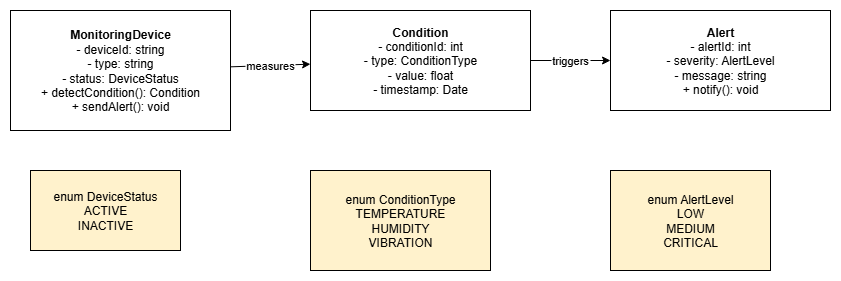 MonitoringDevice
- deviceId: string
- type: string
- status: DeviceStatus
+ detectCondition(): Condition
+ sendAlert(): void
measures
Condition
- conditionId: int
- type: ConditionType
- value: float
- timestamp: Date
triggers
Alert
- alertId: int
- severity: AlertLevel
- message: string
+ notify(): void
enum DeviceStatus
ACTIVE
INACTIVE
enum ConditionType
TEMPERATURE
HUMIDITY
VIBRATION
enum AlertLevel
LOW
MEDIUM
CRITICAL